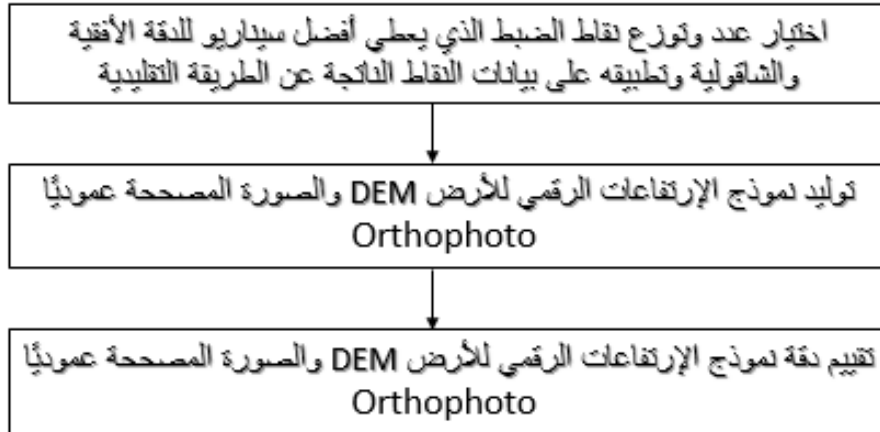 اختيار عدد وتوزع نقاط الضبط الذي يعطي أفضل سيناريو للدقة الأفقية
والشاقولية وتطبيقه على بيانات النقاط الناتجة عن الطريقة التقليدية
توليد نموذج الإرتفاعات الرقمي للأرض DEM والصورة المصححة عموديًّا
Orthophoto
تقييم دقة نموذج الإرتفاعات الرقمي للأرض DEM والصورة المصححة عموديًّا
Orthophoto